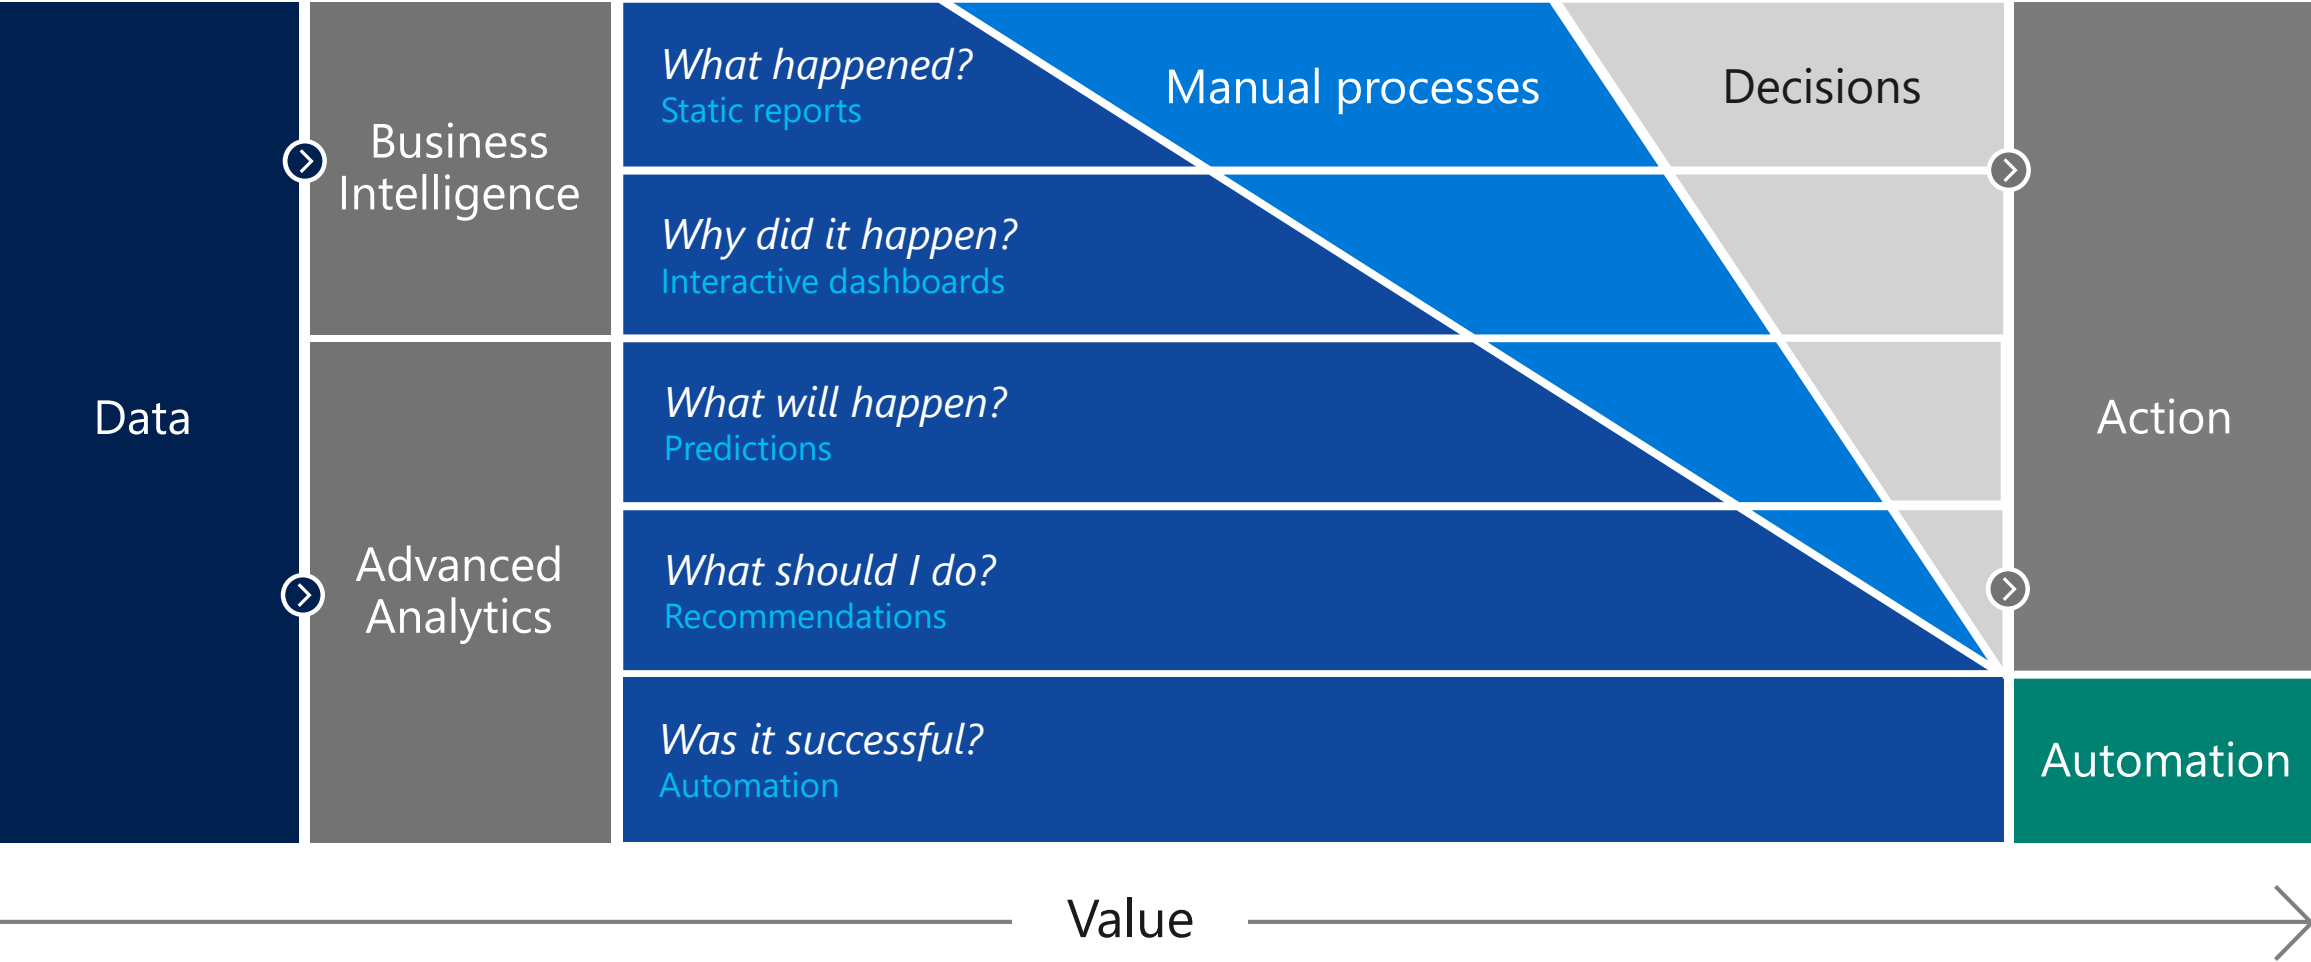 Data
Business
Intelligence
Advanced
Analytics
What happened?
Static reports
Why did it happen?
Interactive dashboards
What will happen?
Predictions
What should I do?
Recommendations
Was it successful?
Automation
Manual processes
Decisions
Action
Automation
Value